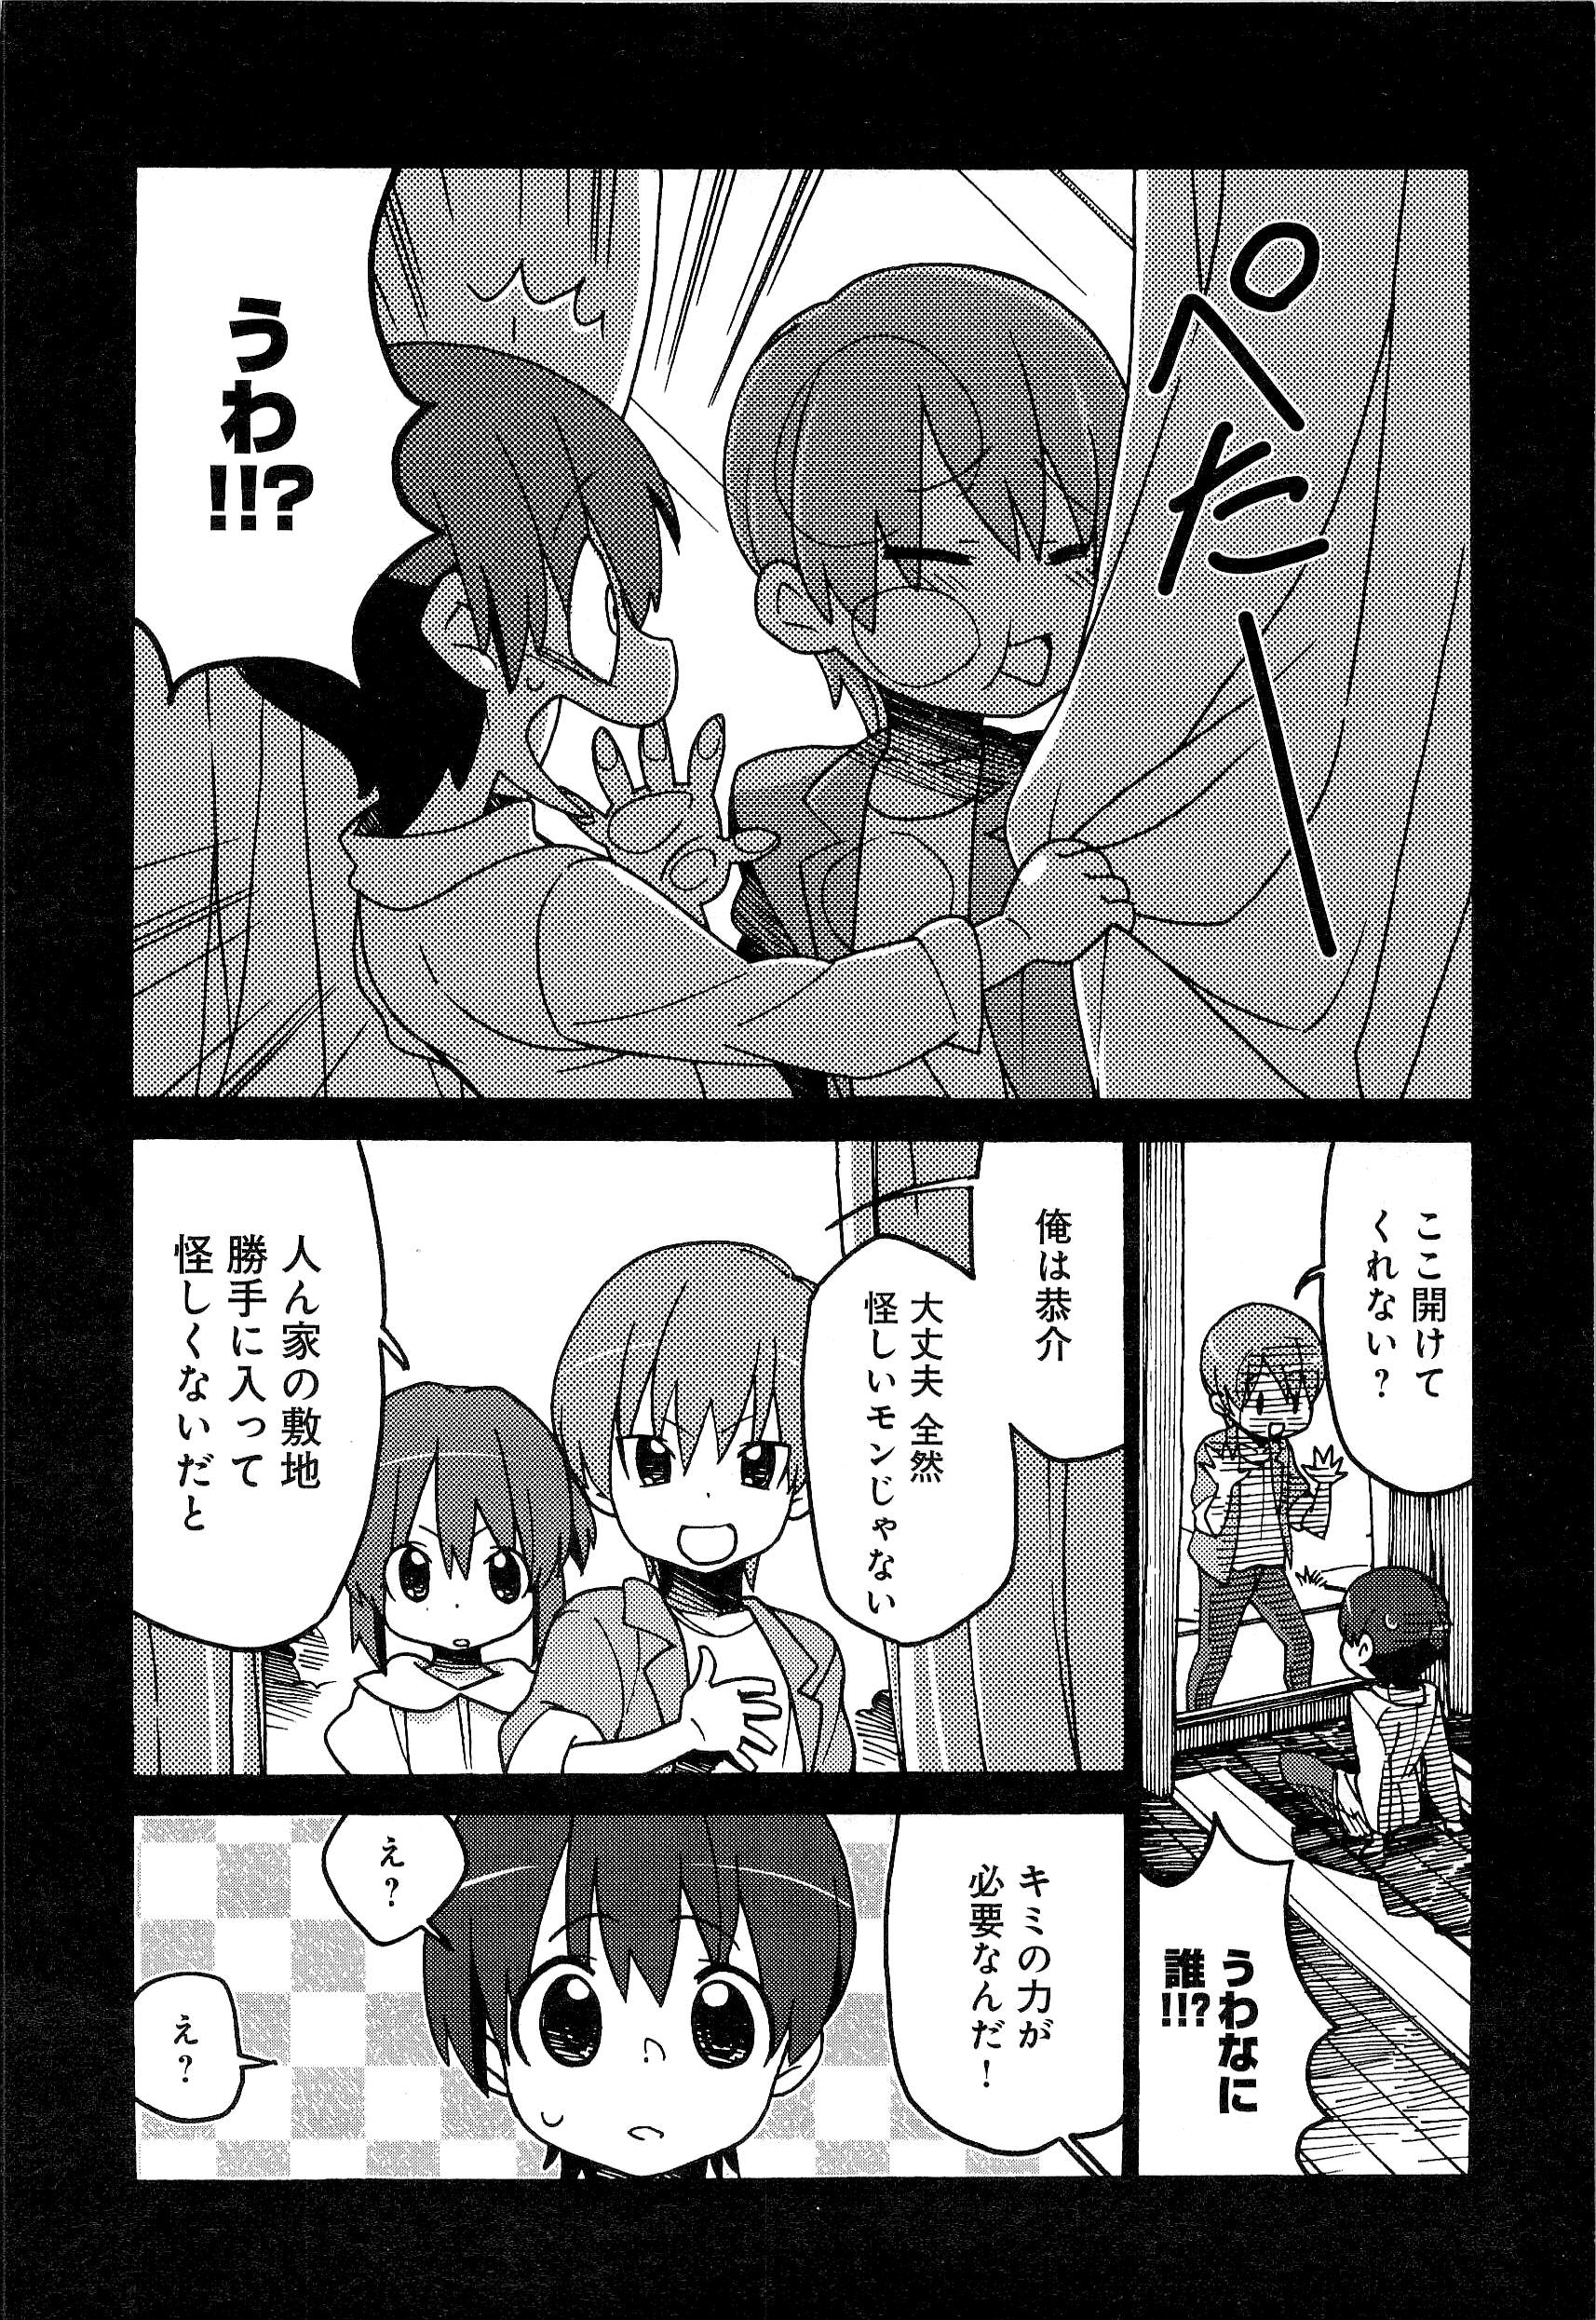 ぺたー
うわ!!?
ここ開けて
くれない?
うわなに
誰!!?
俺は恭介
大丈夫 全然
怪しいモンじゃない
人ん家の敷地
勝手に入って
怪しくないだと
キミの力が
必要なんだ!
え?
え?